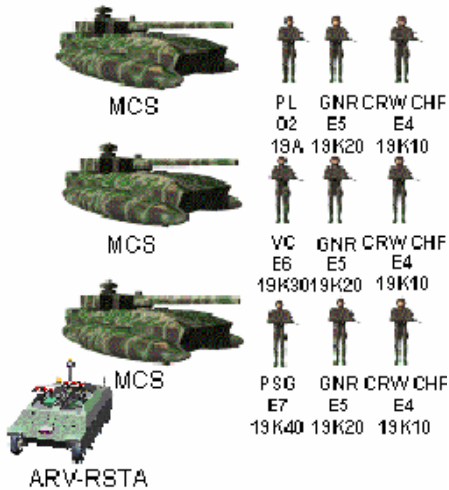 MCS
PL GNR CRW CHF
O2 E5 E4
19A 19K20 19K10
MCS
VC GNR CRW CHF
E6 E5 E4
19K30 19K20 19K10
MCS
PSG GNR CRW CHF
E7 E5 E4
19K40 19K20 19K10
ARV-RSTA